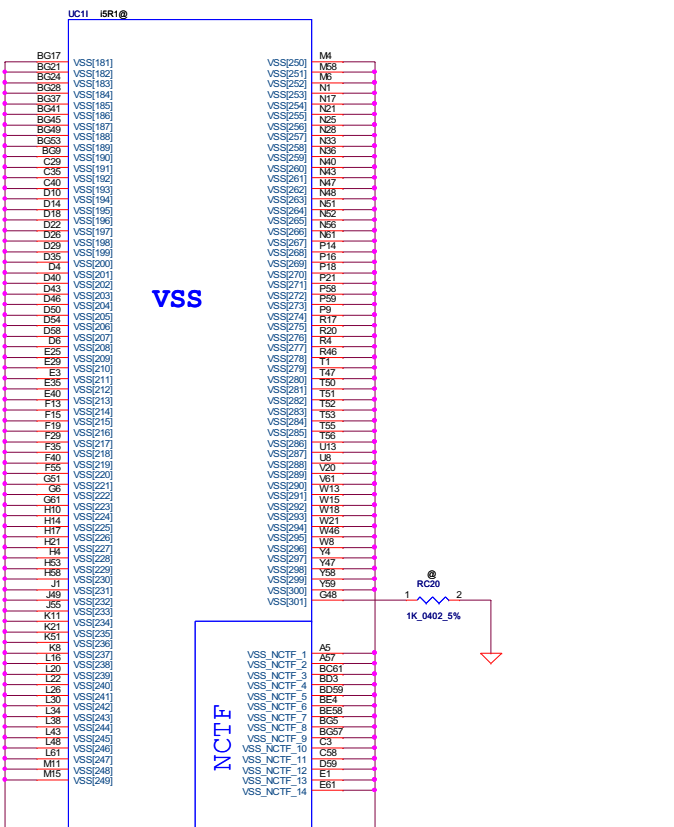 UC1I i5R1@
BG17 VSS[181]
BG21 VSS[182]
BG24 VSS[183]
BG28 VSS[184]
BG37 VSS[185]
BG41 VSS[186]
BG45 VSS[187]
BG49 VSS[188]
BG53 VSS[189]
BG9 VSS[190]
C29 VSS[191]
C35 VSS[192]
C40 VSS[193]
D10 VSS[194]
D14 VSS[195]
D18 VSS[196]
D22 VSS[197]
D26 VSS[198]
D29 VSS[199]
D35 VSS[200]
D4 VSS[201]
D40 VSS[202]
D43 VSS[203]
D46 VSS[204]
D50 VSS[205]
D54 VSS[206]
D58 VSS[207]
D6 VSS[208]
E25 VSS[209]
E29 VSS[210]
E3 VSS[211]
E35 VSS[212]
E40 VSS[213]
F13 VSS[214]
F15 VSS[215]
F19 VSS[216]
F29 VSS[217]
F35 VSS[218]
F40 VSS[219]
F55 VSS[220]
G51 VSS[221]
G6 VSS[222]
G61 VSS[223]
H10 VSS[224]
H14 VSS[225]
H17 VSS[226]
H21 VSS[227]
H4 VSS[228]
H53 VSS[229]
H58 VSS[230]
J1 VSS[231]
J49 VSS[232]
J55 VSS[233]
K11 VSS[234]
K21 VSS[235]
K51 VSS[236]
K8 VSS[237]
L16 VSS[238]
L20 VSS[239]
L22 VSS[240]
L26 VSS[241]
L30 VSS[242]
L34 VSS[243]
L38 VSS[244]
L43 VSS[245]
L48 VSS[246]
L61 VSS[247]
M11 VSS[248]
M15 VSS[249]
VSS
VSS[250] M4
VSS[251] M58
VSS[252] M6
VSS[253] N1
VSS[254] N17
VSS[255] N21
VSS[256] N25
VSS[257] N28
VSS[258] N33
VSS[259] N36
VSS[260] N40
VSS[261] N43
VSS[262] N47
VSS[263] N48
VSS[264] N51
VSS[265] N52
VSS[266] N56
VSS[267] N61
VSS[268] P14
VSS[269] P16
VSS[270] P18
VSS[271] P21
VSS[272] P58
VSS[273] P59
VSS[274] P9
VSS[275] R17
VSS[276] R20
VSS[277] R4
VSS[278] R46
VSS[279] T1
VSS[280] T47
VSS[281] T50
VSS[282] T51
VSS[283] T52
VSS[284] T53
VSS[285] T55
VSS[286] T56
VSS[287] U13
VSS[288] U8
VSS[289] V20
VSS[290] V61
VSS[291] W13
VSS[292] W15
VSS[293] W18
VSS[294] W21
VSS[295] W46
VSS[296] W8
VSS[297] Y4
VSS[298] Y47
VSS[299] Y58
VSS[300] Y59
VSS[301] G48
@
RC20
1 2
1K_0402_5%
NCTF
VSS_NCTF_1 A5
VSS_NCTF_2 A57
VSS_NCTF_3 BC61
VSS_NCTF_4 BD3
VSS_NCTF_5 BD59
VSS_NCTF_6 BE4
VSS_NCTF_7 BE58
VSS_NCTF_8 BG5
VSS_NCTF_9 BG57
VSS_NCTF_10 C3
VSS_NCTF_11 C58
VSS_NCTF_12 D59
VSS_NCTF_13 E1
VSS_NCTF_14 E61